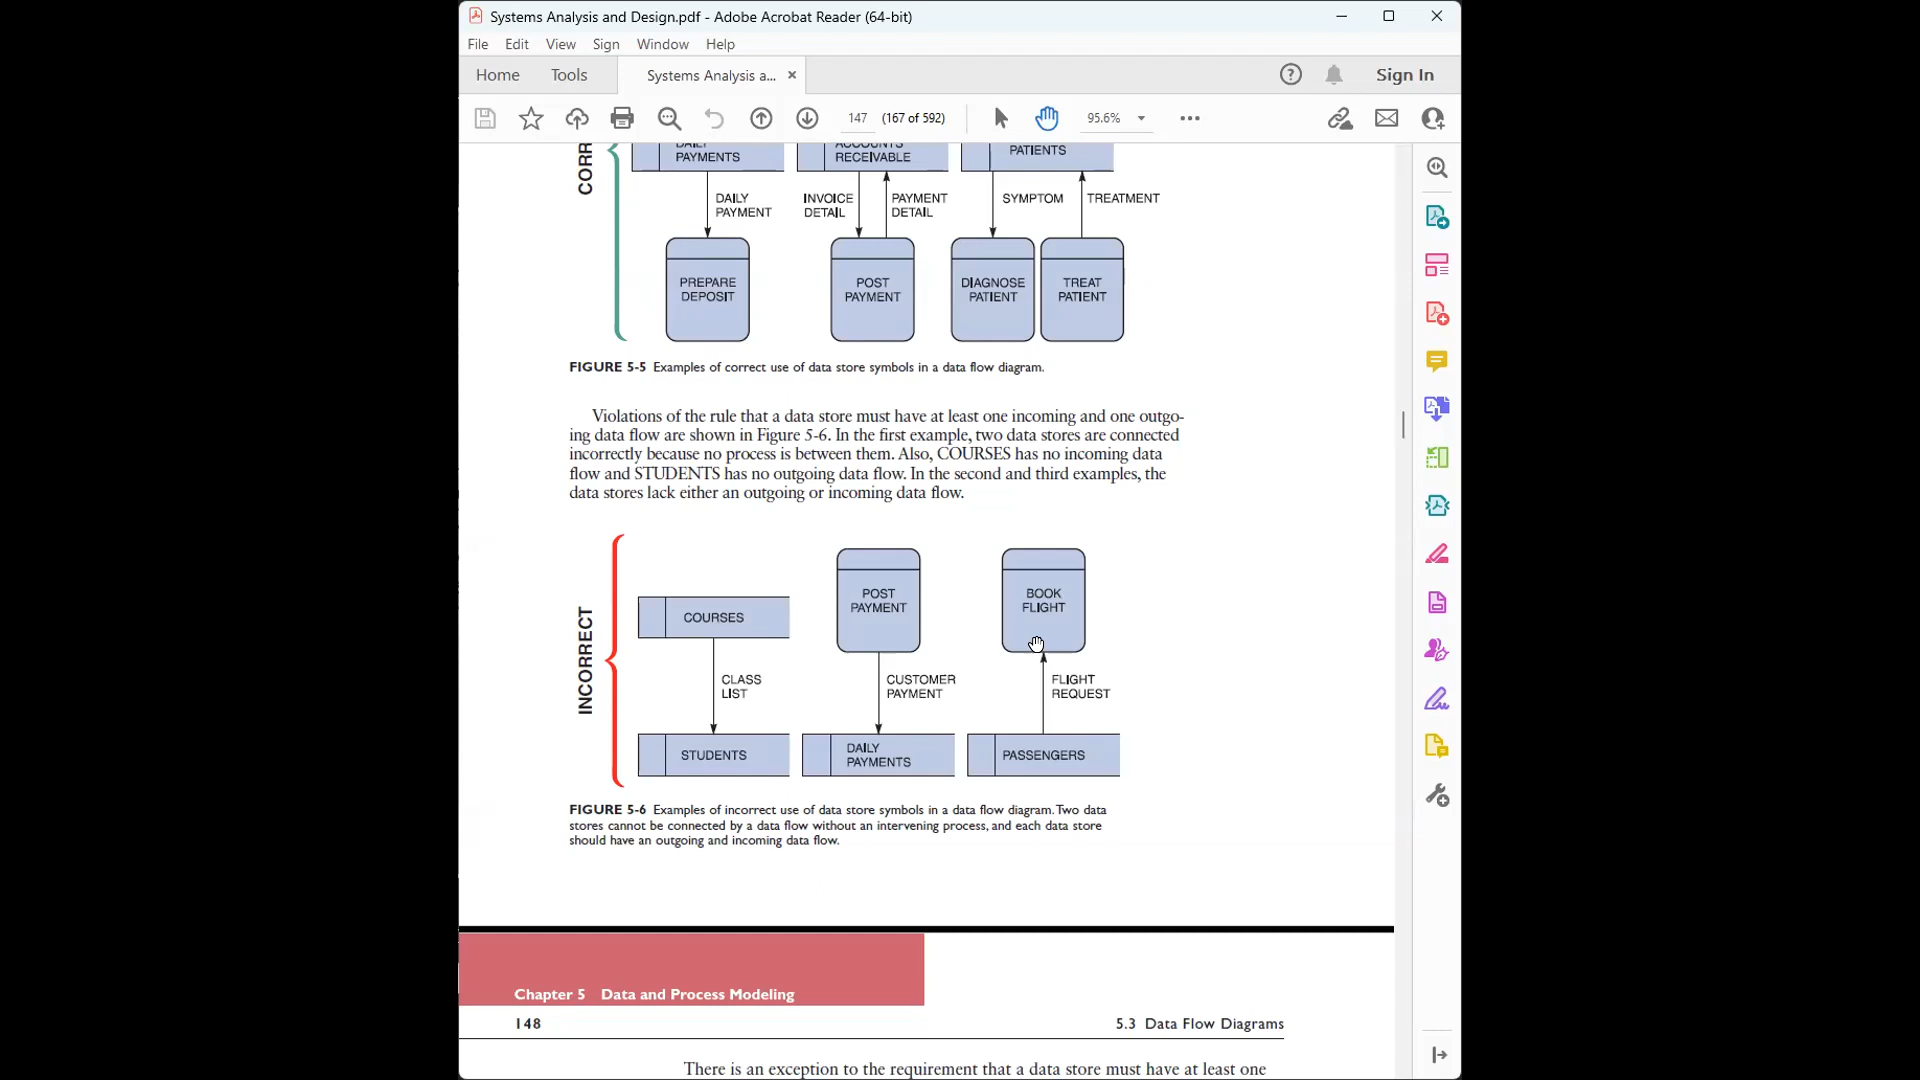 Systems Analysis and Design.pdf - Adobe Acrobat Reader (64-bit)
File Edit View Sign Window Help
Home Tools Systems Analysis a... Sign In
147 (167 of 592) 95.6%
CORR
DAILY
PAYMENTS
ACCOUNTS
RECEIVABLE
PATIENTS
DAILY
PAYMENT
INVOICE
DETAIL
PAYMENT
DETAIL
SYMPTOM
TREATMENT
PREPARE
DEPOSIT
POST
PAYMENT
DIAGNOSE
PATIENT
TREAT
PATIENT
FIGURE 5-5 Examples of correct use of data store symbols in a data flow diagram.
Violations of the rule that a data store must have at least one incoming and one outgo-
ing data flow are shown in Figure 5-6. In the first example, two data stores are connected
incorrectly because no process is between them. Also, COURSES has no incoming data
flow and STUDENTS has no outgoing data flow. In the second and third examples, the
data stores lack either an outgoing or incoming data flow.
INCORRECT
COURSES
POST
PAYMENT
BOOK
FLIGHT
CLASS
LIST
CUSTOMER
PAYMENT
FLIGHT
REQUEST
STUDENTS
DAILY
PAYMENTS
PASSENGERS
FIGURE 5-6 Examples of incorrect use of data store symbols in a data flow diagram. Two data
stores cannot be connected by a data flow without an intervening process, and each data store
should have an outgoing and incoming data flow.
Chapter 5 Data and Process Modeling
148 5.3 Data Flow Diagrams
There is an exception to the requirement that a data store must have at least one